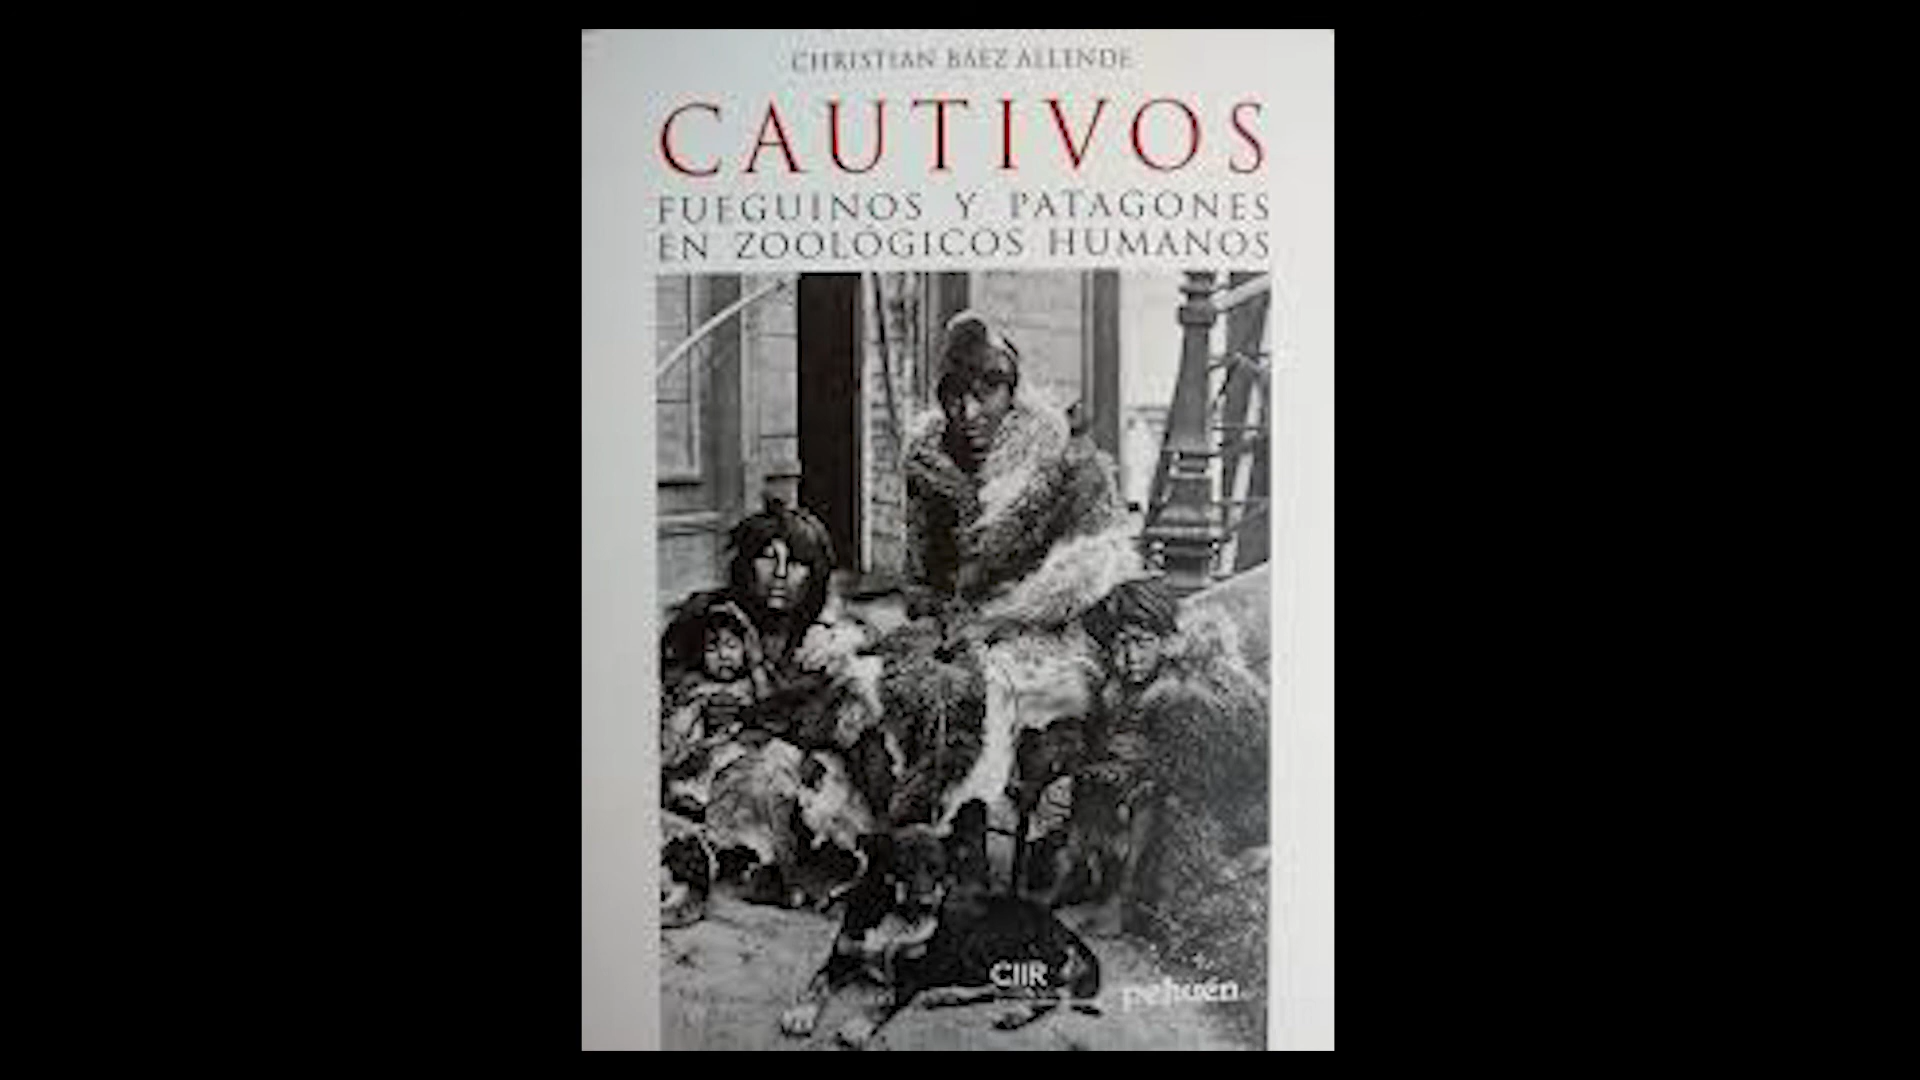 CHRISTIAN BÁEZ ALLENDE
CAUTIVOS
FUEGUINOS Y PATAGONES
EN ZOOLÓGICOS HUMANOS
CIIR
pehuén